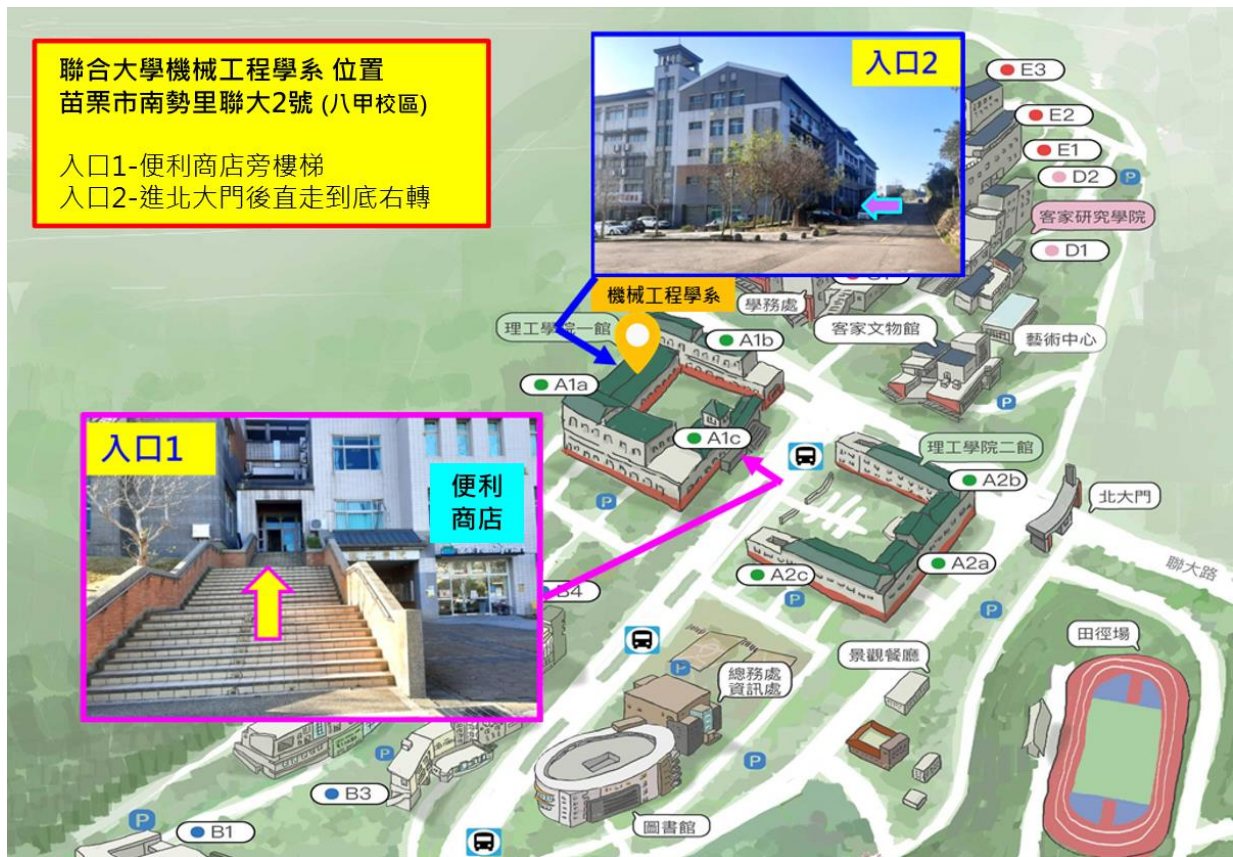 聯合大學機械工程學系 位置
苗栗市南勢里聯大2號 (八甲校區)
入口1-便利商店旁樓梯
入口2-進北大門後直走到底右轉
入口2
E3
E2
E1
D2
P
客家研究學院
D1
機械工程學系
學務處
客家文物館
藝術中心
理工學院一館
A1b
A1a
P
A1c
理工學院二館
入口1
便利
商店
A2b
北大門
P
聯大路
A2a
A2c
B4
P
P
田徑場
景觀餐廳
P
總務處
資訊處
P
P
B3
P
B1
圖書館
P